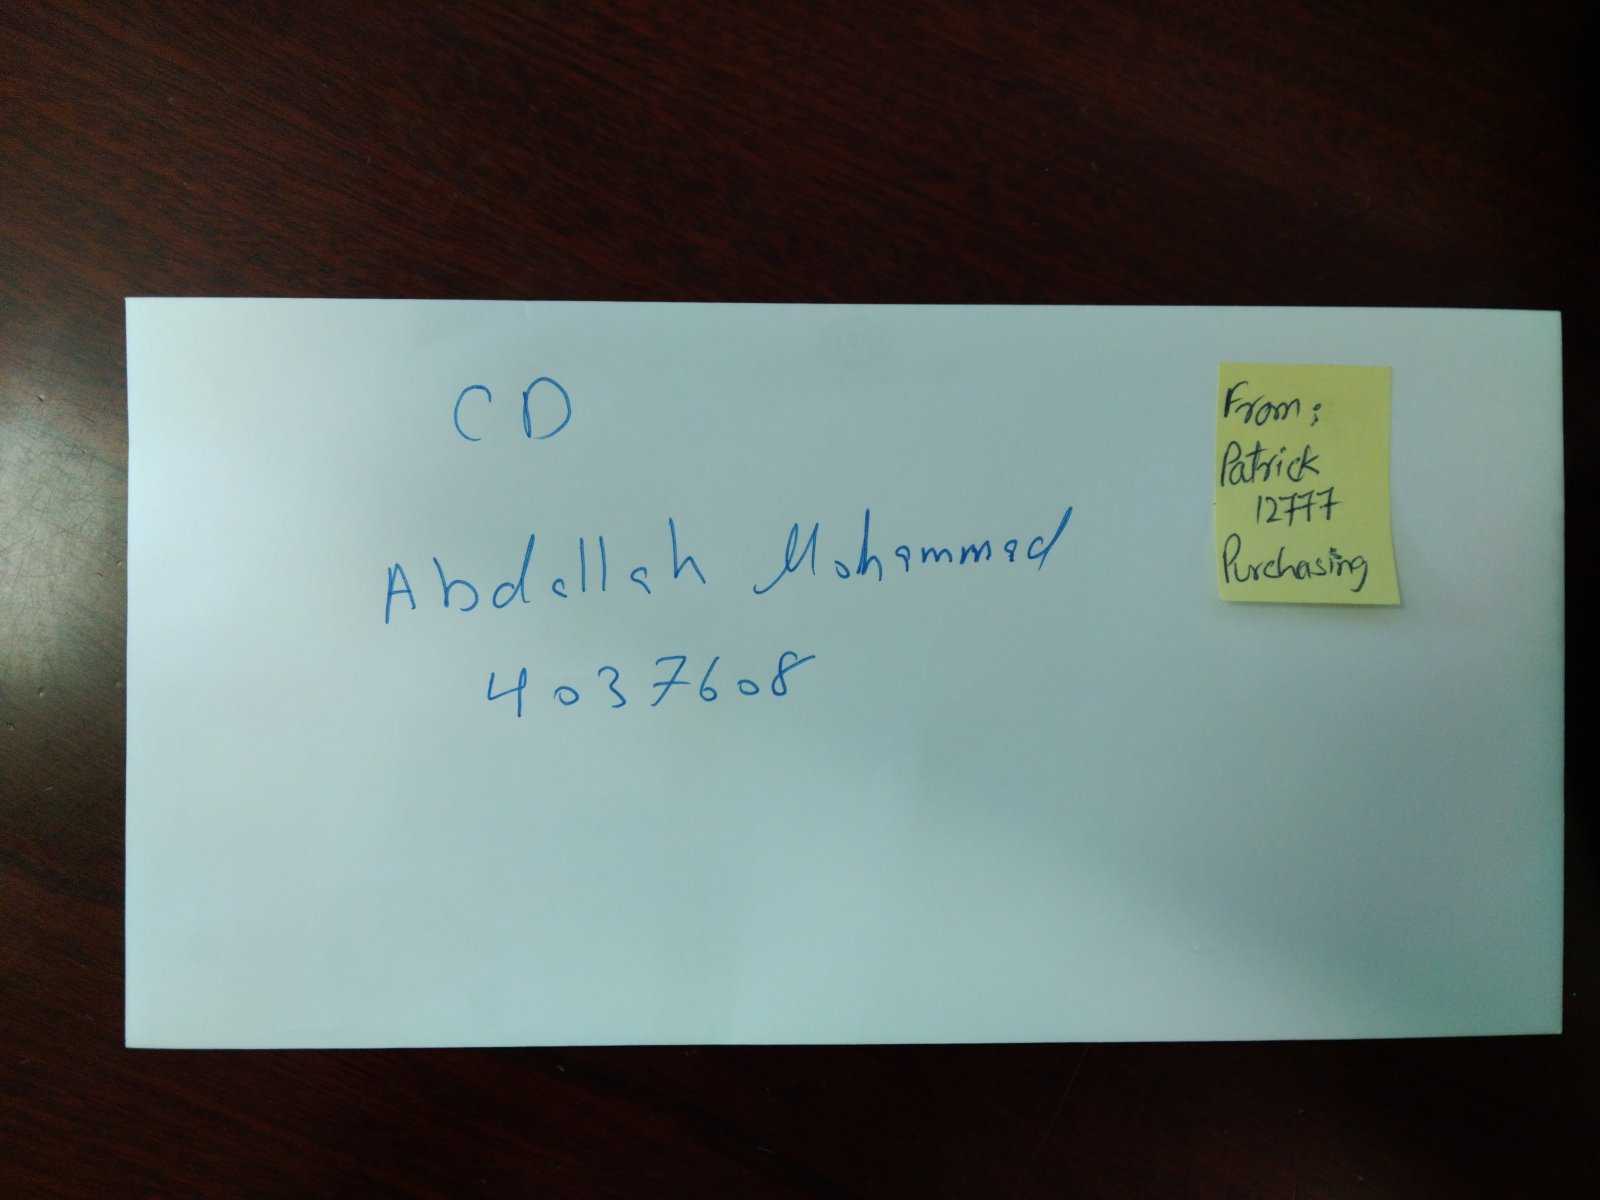 CD
Abdallah Mohammad
4037608
From:
Patrick
12777
Purchasing